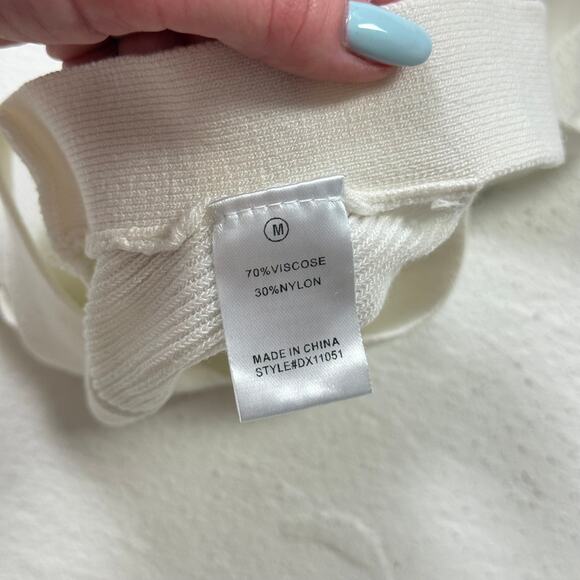 M
70%VISCOSE
30%NYLON
MADE IN CHINA
STYLE#DX11051